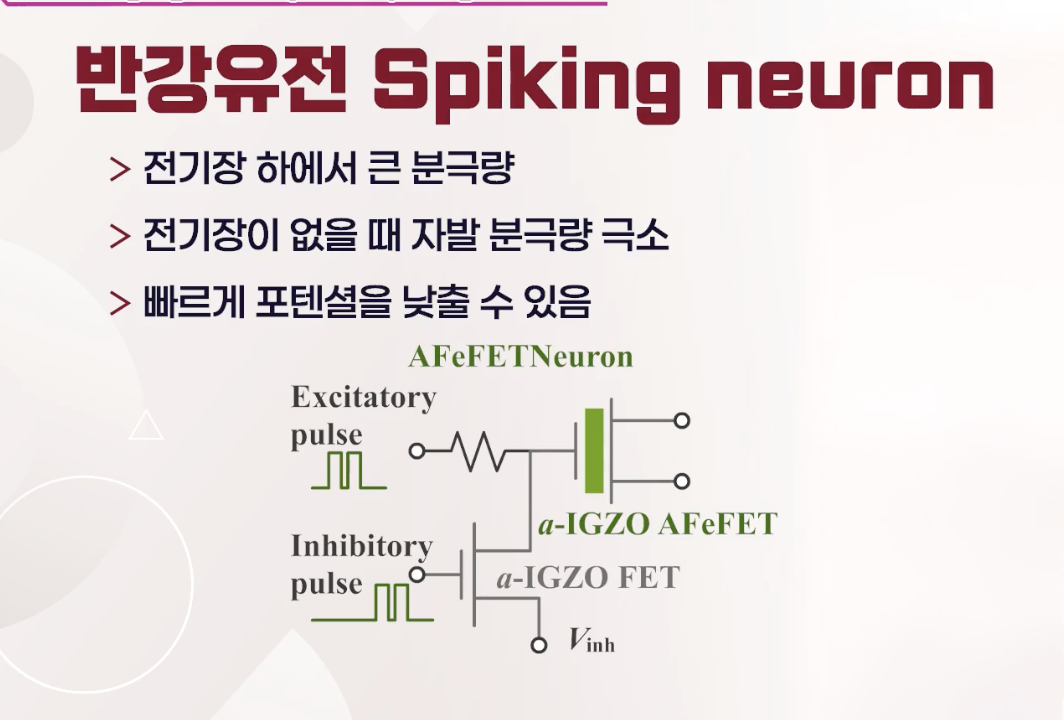 반강유전 Spiking neuron
> 전기장 하에서 큰 분극량
> 전기장이 없을 때 자발 분극량 극소
> 빠르게 포텐셜을 낮출 수 있음
AFeFETNeuron
Excitatory
pulse
a-IGZO AFeFET
Inhibitory
pulse
a-IGZO FET
Vinh